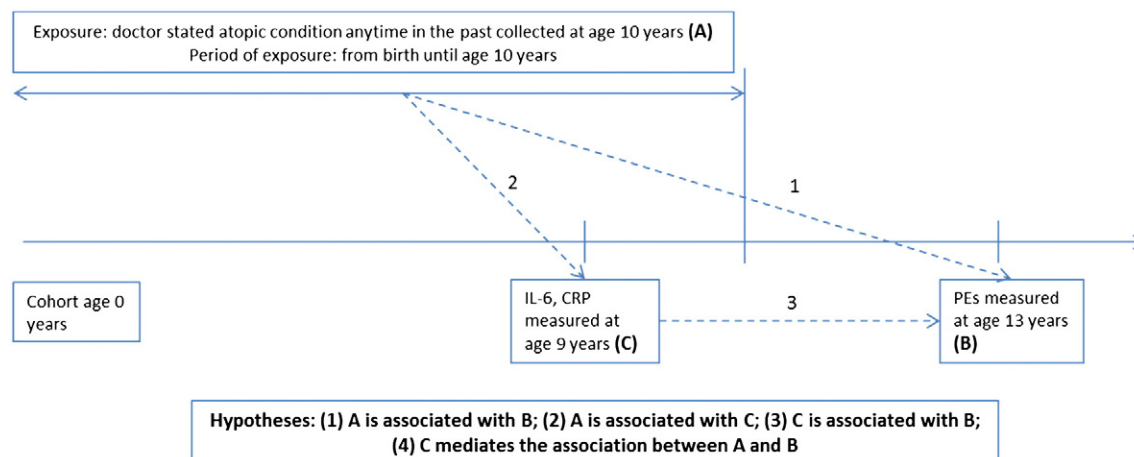 Exposure: doctor stated atopic condition anytime in the past collected at age 10 years (A)
Period of exposure: from birth until age 10 years
2
1
Cohort age 0
years
IL-6, CRP
measured at
age 9 years (C)
3
PEs measured
at age 13 years
(B)
Hypotheses: (1) A is associated with B; (2) A is associated with C; (3) C is associated with B;
(4) C mediates the association between A and B